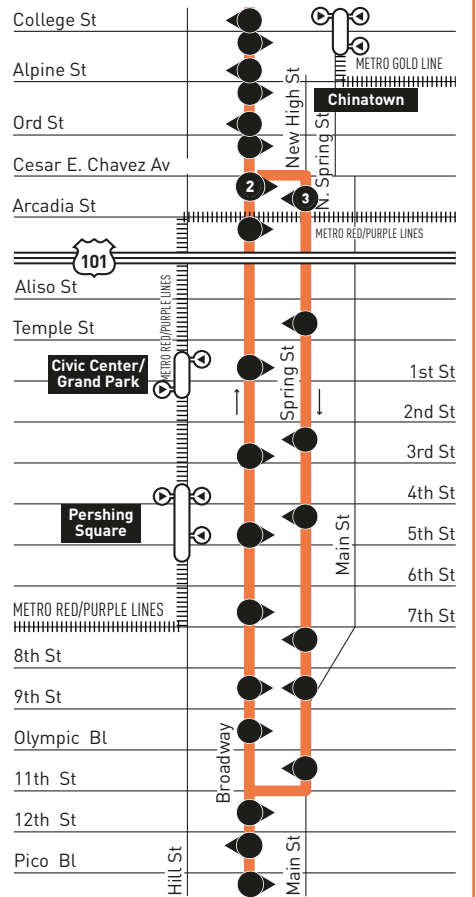 College St
METRO GOLD LINE
Alpine St
Chinatown
New High St
N. Spring St
Ord St
Cesar E. Chavez Av
2
3
Arcadia St
METRO RED/PURPLE LINES
101
Aliso St
METRO RED/PURPLE LINES
Temple St
Civic Center/
Grand Park
Spring St
1st St
2nd St
3rd St
4th St
Pershing
Square
Main St
5th St
6th St
METRO RED/PURPLE LINES
7th St
8th St
9th St
Olympic Bl
Broadway
11th St
12th St
Pico Bl
Hill St
Main St